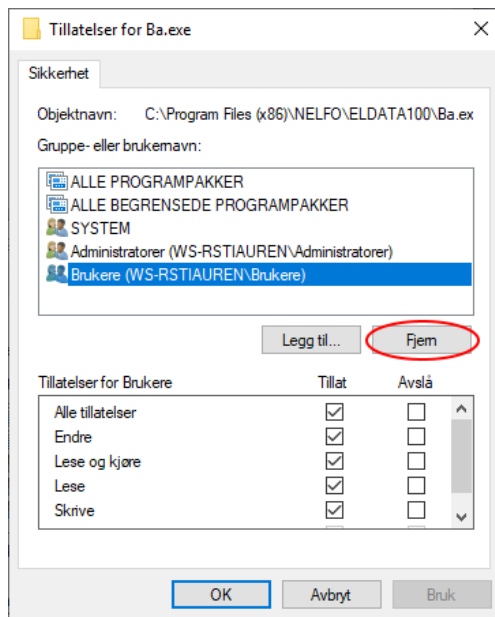 Tillatelser for Ba.exe
Sikkerhet
Objektnavn: C:\Program Files (x86)\NELFO\ELDATA100\Ba.ex
Gruppe- eller brukernavn:
ALLE PROGRAMPAKKER
ALLE BEGRENSEDE PROGRAMPAKKER
SYSTEM
Administratorer (WS-RSTIAUREN\Administratorer)
Brukere (WS-RSTIAUREN\Brukere)
Legg til... Fjern
Tillatelser for Brukere Tillat Avslå
Alle tillatelser
Endre
Lese og kjøre
Lese
Skrive
OK Avbryt Bruk